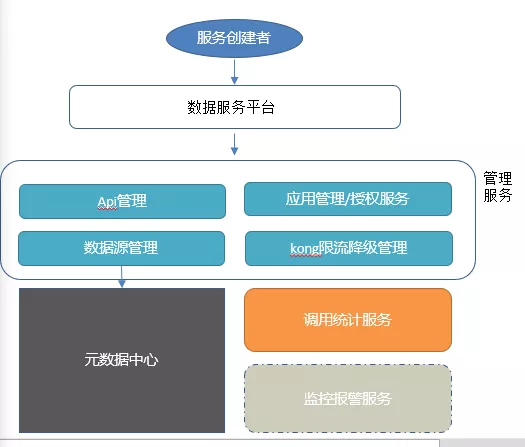 服务创建者
数据服务平台
管理
服务
Api管理
应用管理/授权服务
数据源管理
kong限流降级管理
元数据中心
调用统计服务
监控报警服务